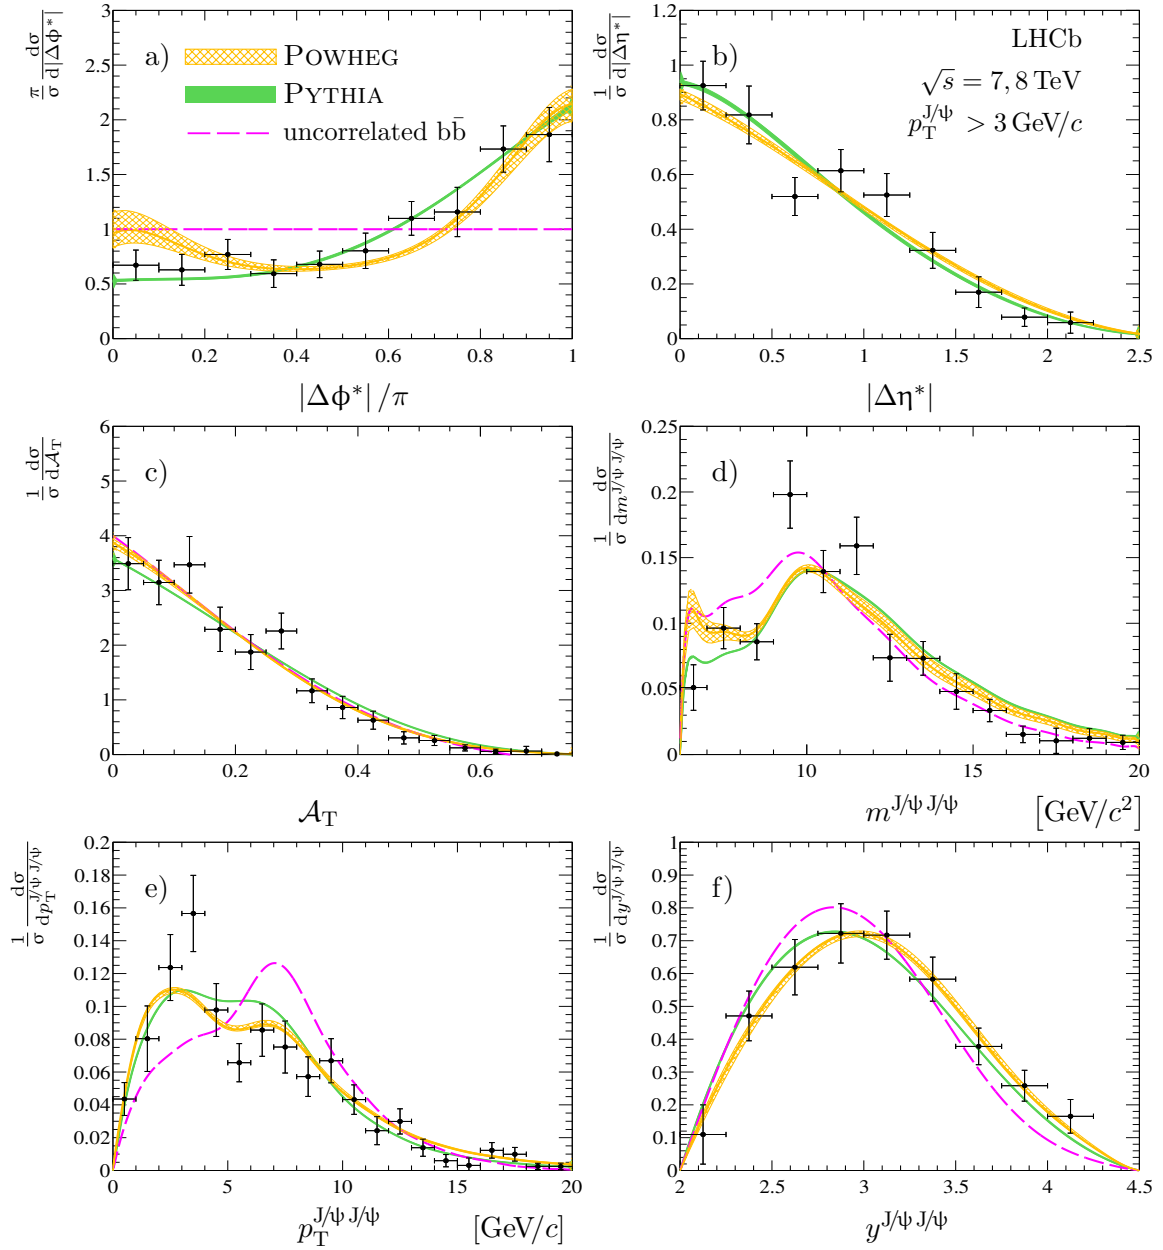 π/σ dσ/d|Δϕ*|
a)
POWHEG
PYTHIA
uncorrelated bb̄
3
2.5
2
1.5
1
0.5
0
0 0.2 0.4 0.6 0.8 1
|Δϕ*|/π
1/σ dσ/d|Δη*|
b)
LHCb
√s = 7, 8 TeV
p_T^{J/ψ} > 3 GeV/c
1.2
1
0.8
0.6
0.4
0.2
0
0 0.5 1 1.5 2 2.5
|Δη*|
1/σ dσ/dA_T
c)
6
5
4
3
2
1
0
0 0.2 0.4 0.6
A_T
1/σ dσ/dm^{J/ψ J/ψ}
d)
0.25
0.2
0.15
0.1
0.05
0
10 15 20
m^{J/ψ J/ψ} [GeV/c²]
1/σ dσ/dp_T^{J/ψ J/ψ}
e)
0.2
0.18
0.16
0.14
0.12
0.1
0.08
0.06
0.04
0.02
0
0 5 10 15 20
p_T^{J/ψ J/ψ} [GeV/c]
1/σ dσ/dy^{J/ψ J/ψ}
f)
1
0.9
0.8
0.7
0.6
0.5
0.4
0.3
0.2
0.1
0
2 2.5 3 3.5 4 4.5
y^{J/ψ J/ψ}